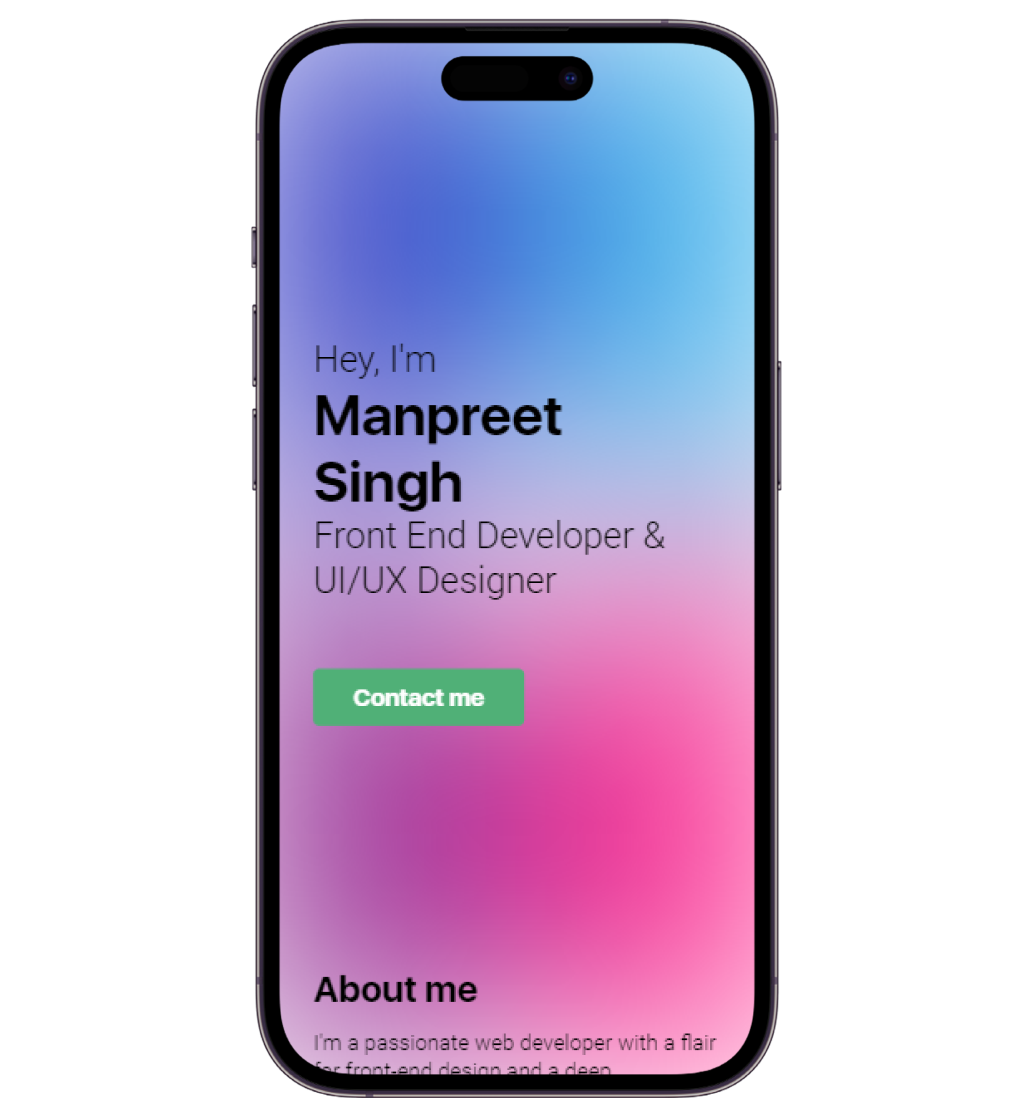 Hey, I'm
Manpreet
Singh
Front End Developer &
UI/UX Designer
Contact me
About me
I'm a passionate web developer with a flair
for front-end design and a deep